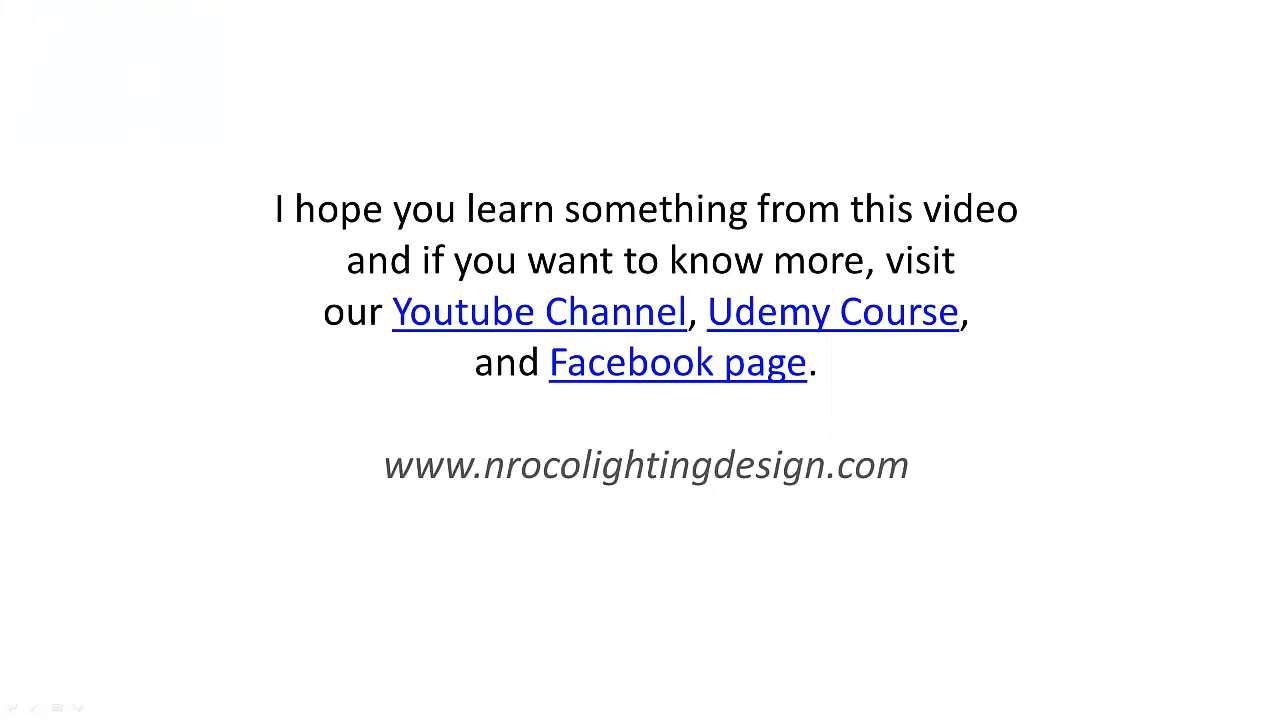 I hope you learn something from this video
and if you want to know more, visit
our Youtube Channel, Udemy Course,
and Facebook page.
www.nrocolightingdesign.com